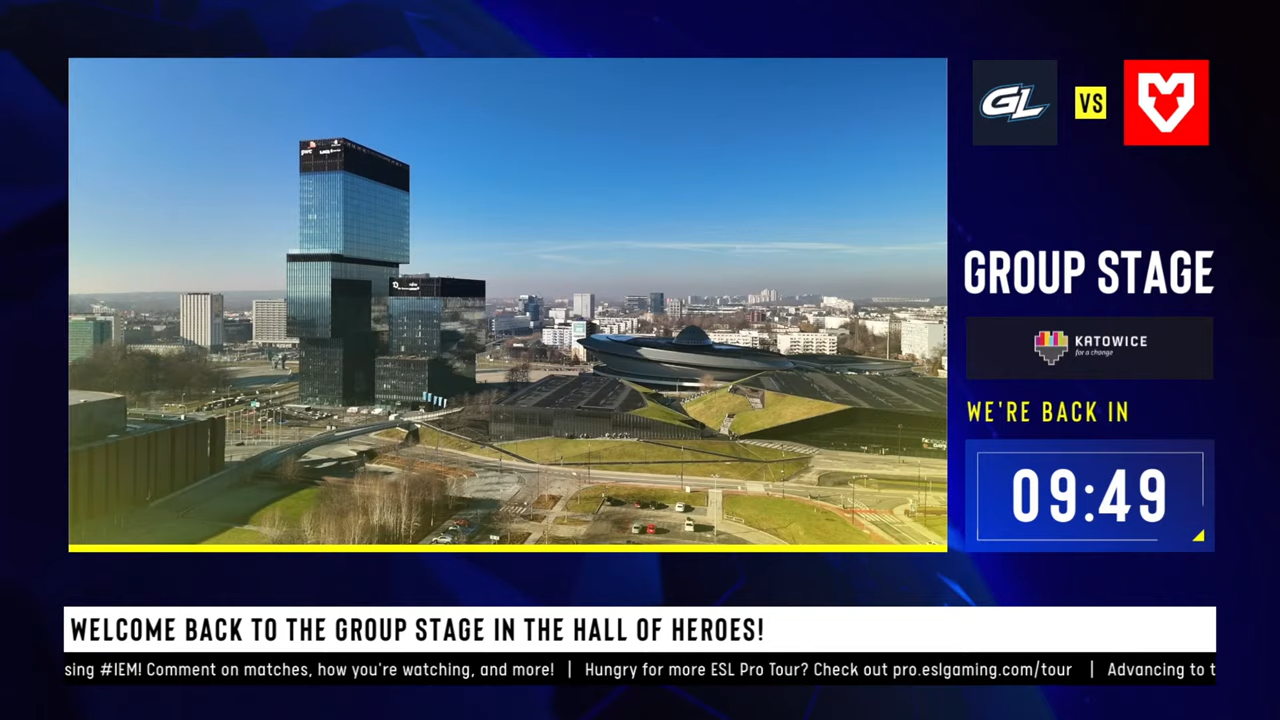 GL
VS
GROUP STAGE
KATOWICE
for a change
WE'RE BACK IN
09:49
pwc
WELCOME BACK TO THE GROUP STAGE IN THE HALL OF HEROES!
sing #IEM! Comment on matches, how you're watching, and more! | Hungry for more ESL Pro Tour? Check out pro.eslgaming.com/tour | Advancing to t